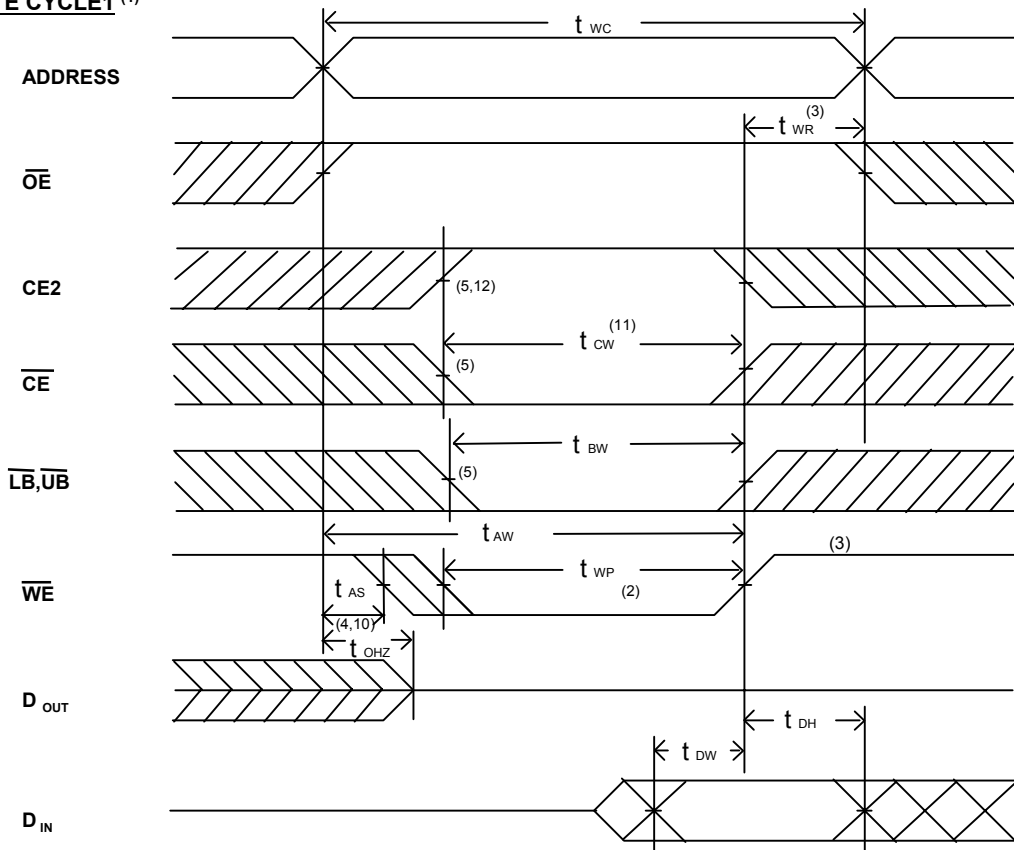 E CYCLE1 (1)
t WC
ADDRESS
t WR (3)
OE
CE2
(5,12)
t CW (11)
CE
(5)
t BW
LB,UB
(5)
t AW
(3)
t WP
WE
t AS
(2)
(4,10)
t OHZ
D OUT
t DH
t DW
D IN